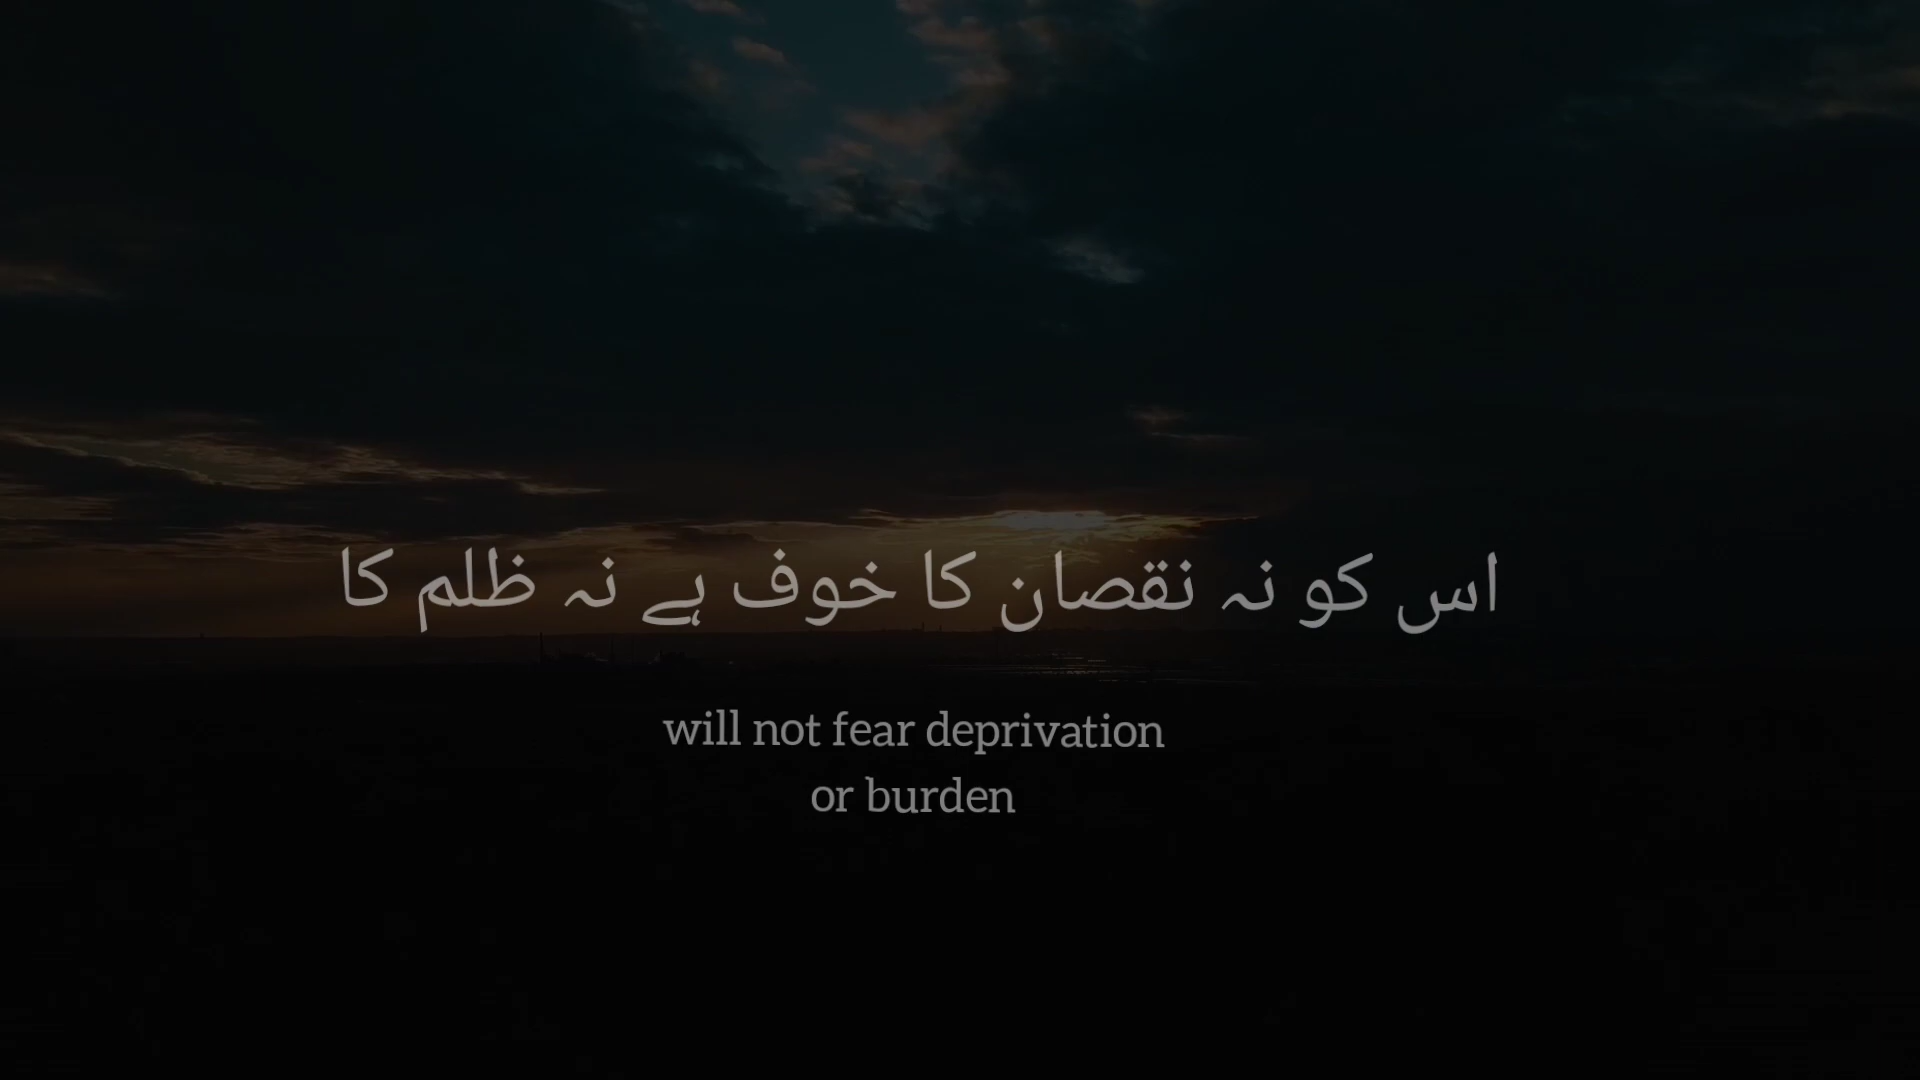 اس کو نہ نقصان کا خوف ہے نہ ظلم کا
will not fear deprivation
or burden